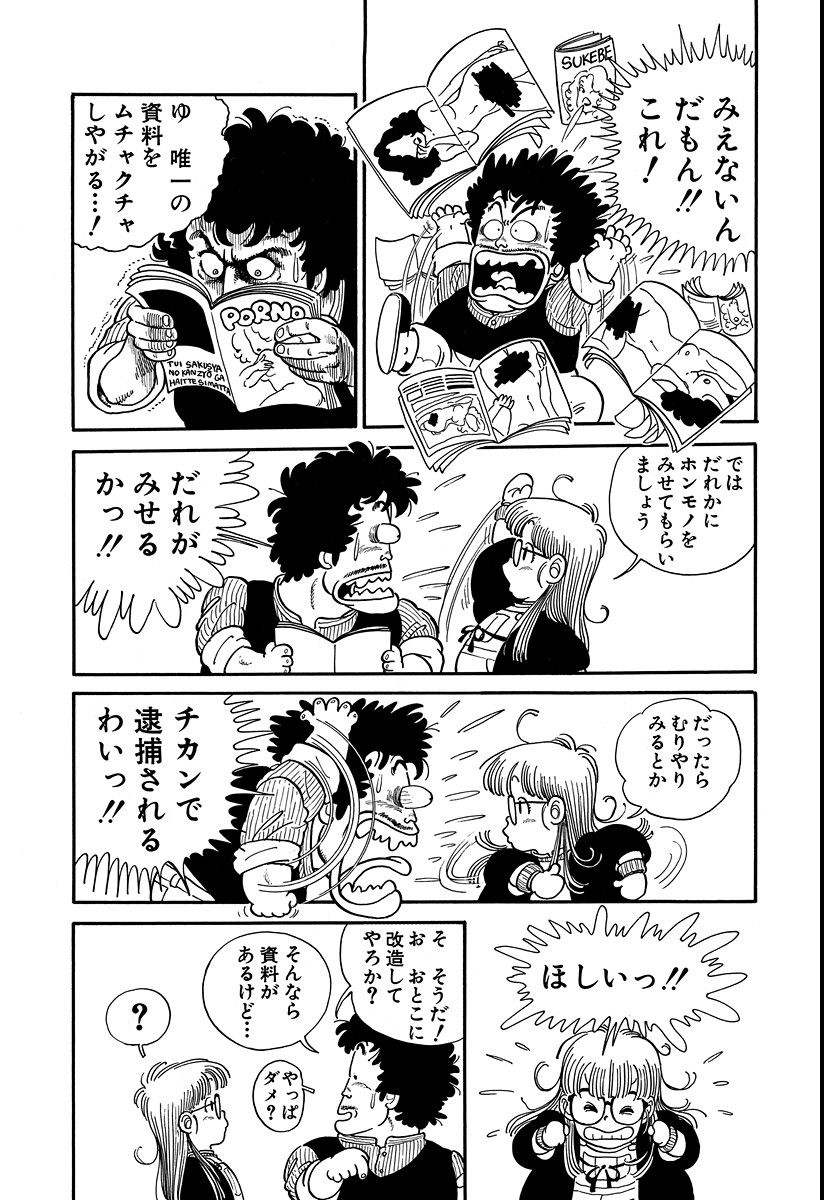 みえないん
だもん!!
これ!
SUKEBE
ゆ 唯一の
資料を
ムチャクチャ
しやがる…!
PORNO
TUI SAKUSYA
NO KANZYŌ GA
HAITTESIMATTA
では
だれかに
ホンモノを
みせてもらい
ましょう
だれが
みせる
かっ!!
だったら
むりやり
みるとか
チカンで
逮捕される
わいっ!!
ほしいっ!!
そ そうだ!
お おとこに
改造して
やろか?
そんなら
資料が
あるけど…
やっぱ
ダメ?
?